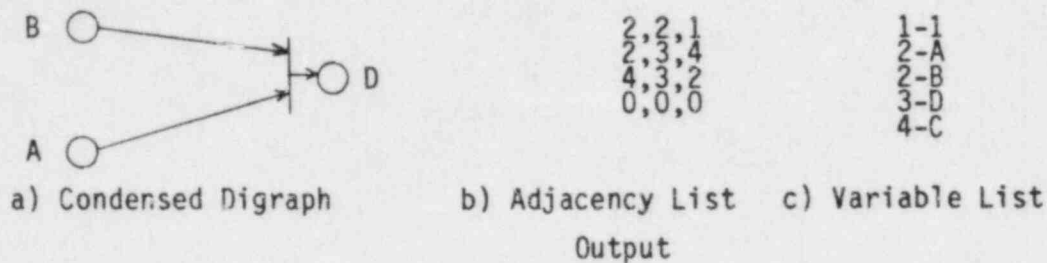 B
D
A
2,2,1
2,3,4
4,3,2
0,0,0
1-1
2-A
2-B
3-D
4-C
a) Condensed Digraph
b) Adjacency List
Output
c) Variable List